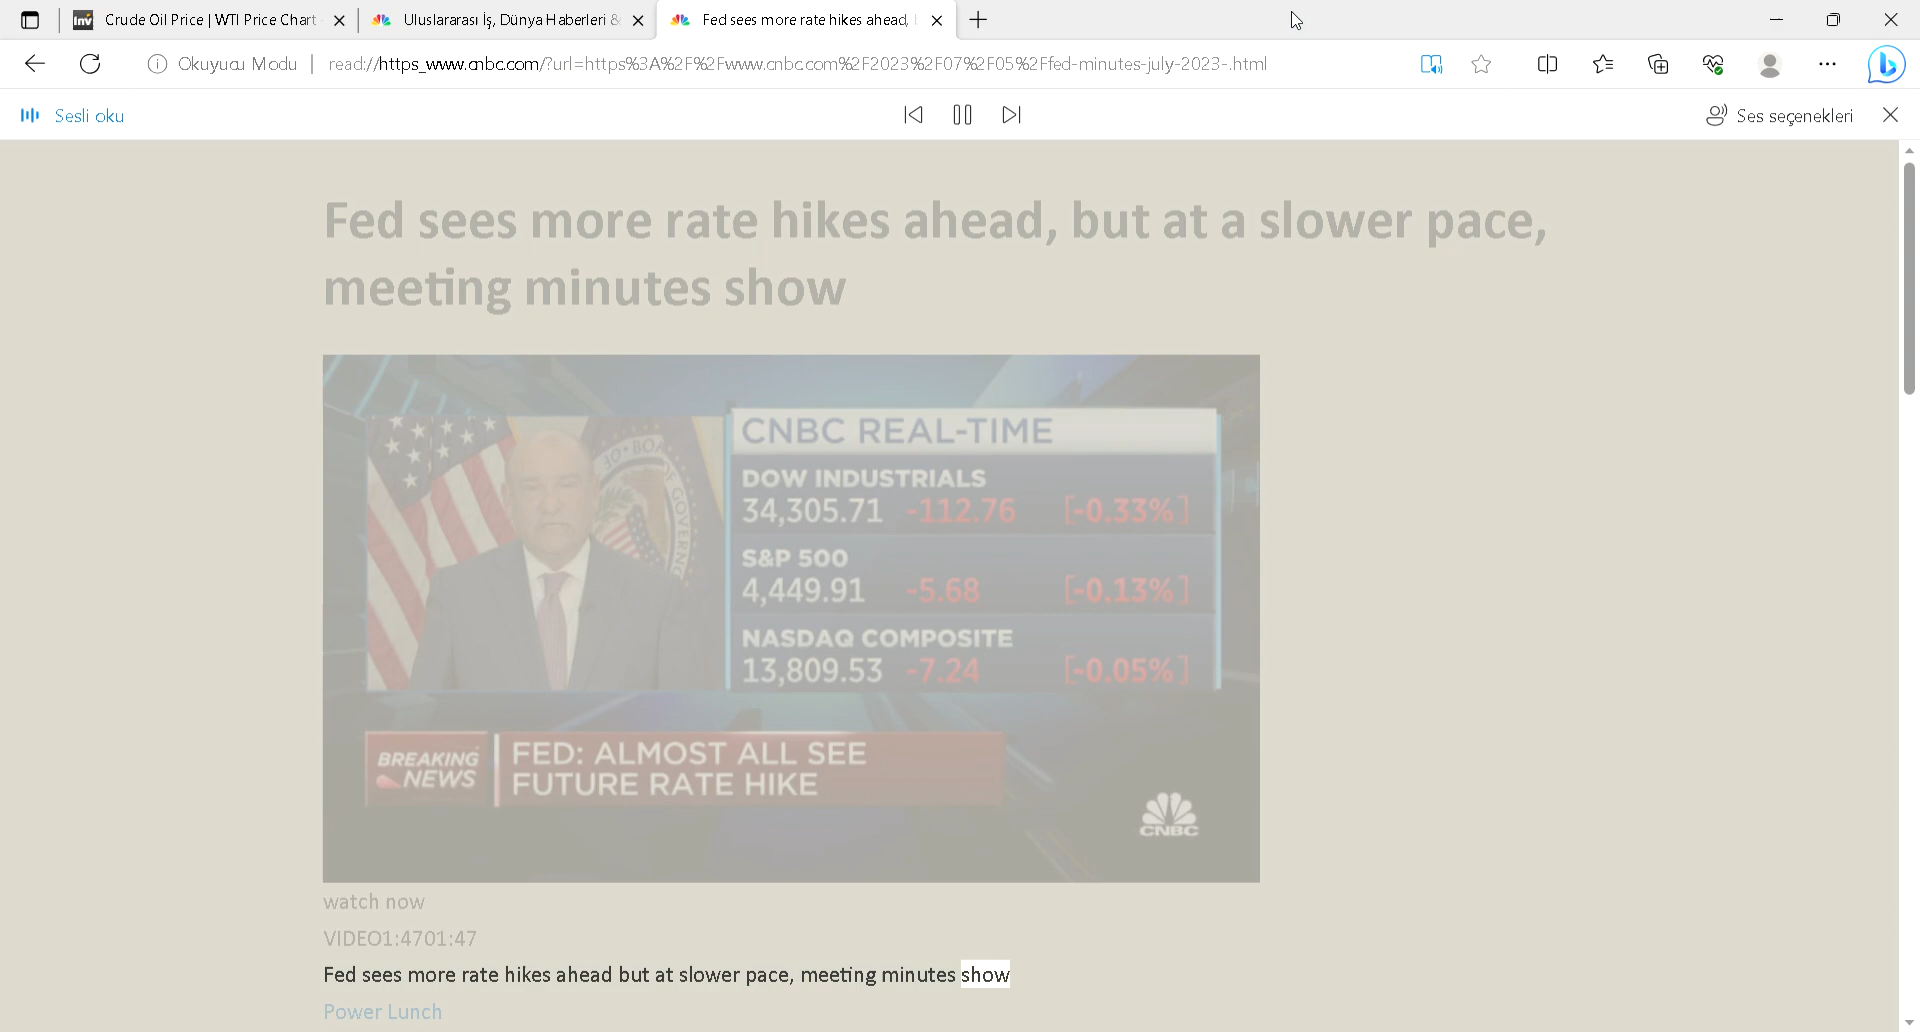 Crude Oil Price | WTI Price Chart
Uluslararası İş, Dünya Haberleri &
Fed sees more rate hikes ahead,
Okuyucu Modu
read://https_www.cnbc.com/?url=https%3A%2F%2Fwww.cnbc.com%2F2023%2F07%2F05%2Ffed-minutes-july-2023-.html
Sesli oku
Ses seçenekleri
Fed sees more rate hikes ahead, but at a slower pace,
meeting minutes show
CNBC REAL-TIME
DOW INDUSTRIALS
34,305.71 -112.76 [-0.33%]
S&P 500
4,449.91 -5.68 [-0.13%]
NASDAQ COMPOSITE
13,809.53 -7.24 [-0.05%]
BREAKING
NEWS
FED: ALMOST ALL SEE
FUTURE RATE HIKE
CNBC
watch now
VIDEO1:4701:47
Fed sees more rate hikes ahead but at slower pace, meeting minutes show
Power Lunch